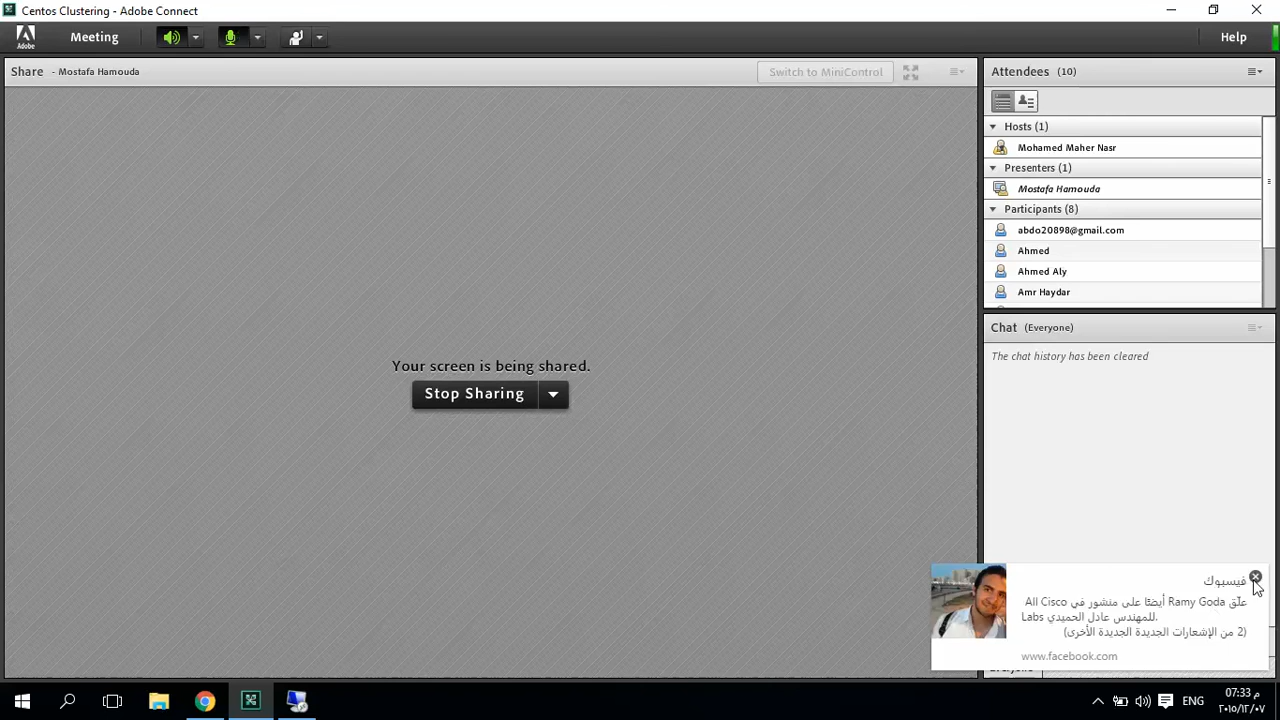 Centos Clustering - Adobe Connect
Adobe
Meeting
Help
Share - Mostafa Hamouda
Switch to MiniControl
Attendees (10)
Hosts (1)
Mohamed Maher Nasr
Presenters (1)
Mostafa Hamouda
Participants (8)
abdo20898@gmail.com
Ahmed
Ahmed Aly
Amr Haydar
Chat (Everyone)
The chat history has been cleared
Your screen is being shared.
Stop Sharing
فيسبوك
علّق Ramy Goda أيضًا على منشور في All Cisco
Labs للمهندس عادل الحميدي.
(2 من الإشعارات الجديدة الجديدة الأخرى)
www.facebook.com
ENG
07:33 م
٢٠١٥/١٢/٠٧